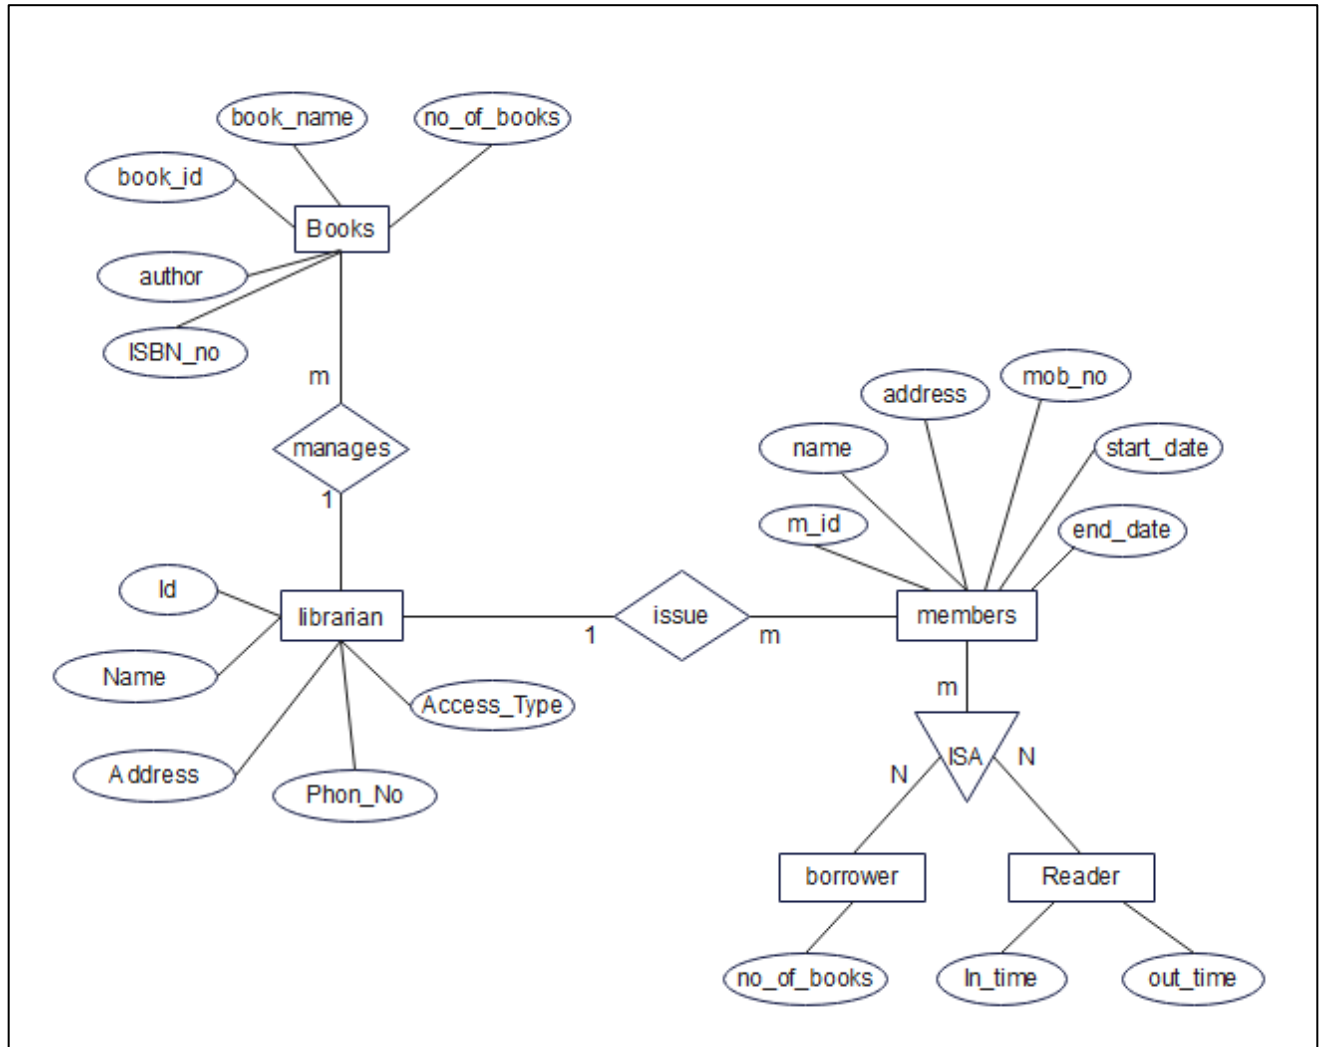 book_name
no_of_books
book_id
Books
author
ISBN_no
m
manages
1
mob_no
address
name
start_date
m_id
end_date
Id
librarian
1
issue
m
members
Name
Access_Type
Address
Phon_No
m
ISA
N
N
borrower
Reader
no_of_books
In_time
out_time